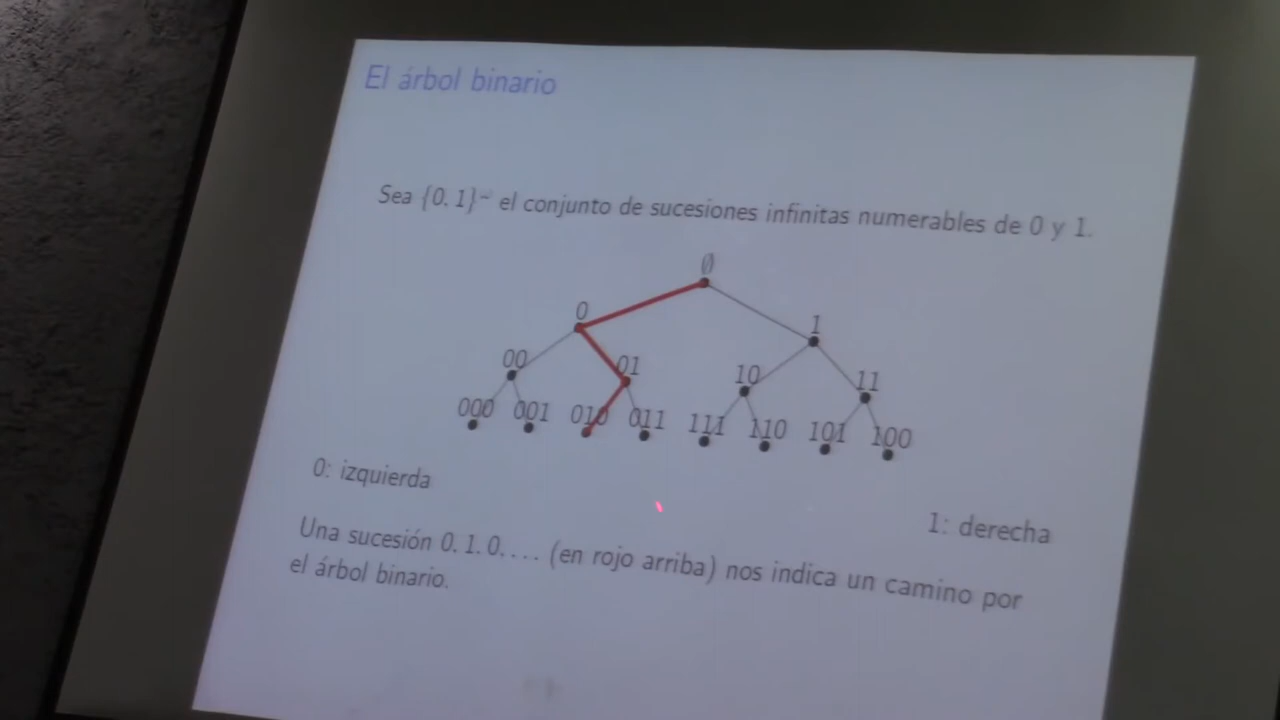 El árbol binario
Sea {0, 1}^ω el conjunto de sucesiones infinitas numerables de 0 y 1.
∅
0 1
00 01 10 11
000 001 010 011 111 110 101 100
0: izquierda
1: derecha
Una sucesión 0, 1, 0, . . . (en rojo arriba) nos indica un camino por
el árbol binario.